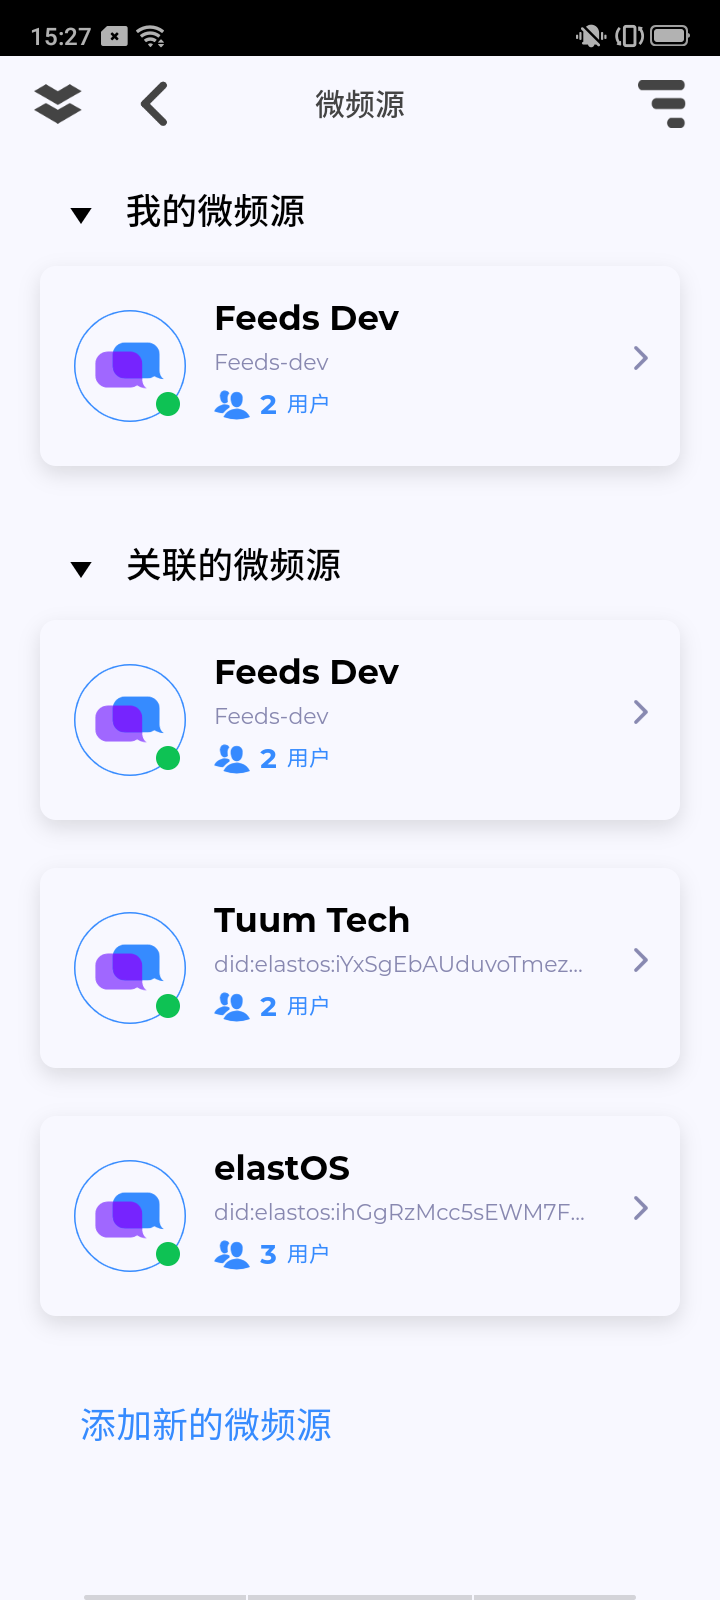 15:27
微频源
我的微频源
Feeds Dev
Feeds-dev
2 用户
关联的微频源
Feeds Dev
Feeds-dev
2 用户
Tuum Tech
did:elastos:iYxSgEbAUduvoTmez...
2 用户
elastOS
did:elastos:ihGgRzMcc5sEWM7F...
3 用户
添加新的微频源